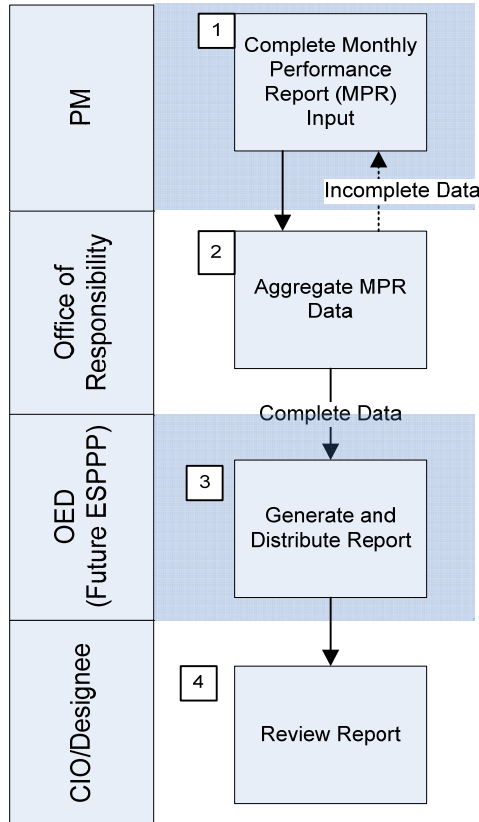 PM
1
Complete Monthly
Performance
Report (MPR)
Input
Incomplete Data
Office of
Responsibility
2
Aggregate MPR
Data
Complete Data
OED
(Future ESPPP)
3
Generate and
Distribute Report
CIO/Designee
4
Review Report